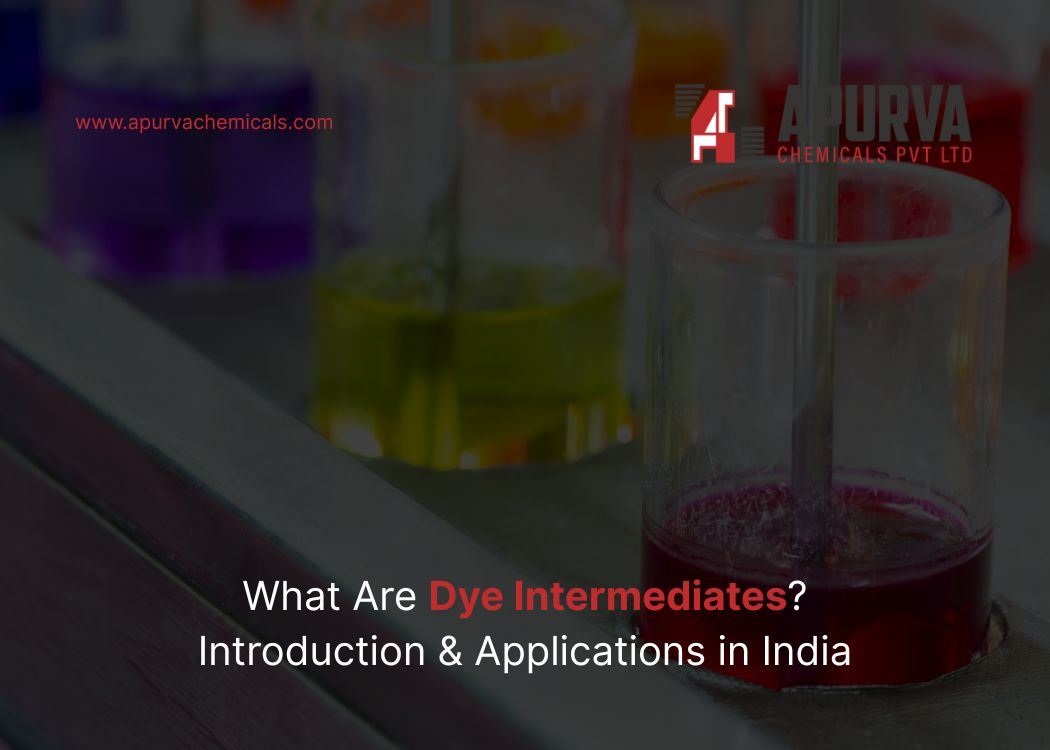 www.apurvachemicals.com
APURVA
CHEMICALS PVT LTD
What Are Dye Intermediates?
Introduction & Applications in India